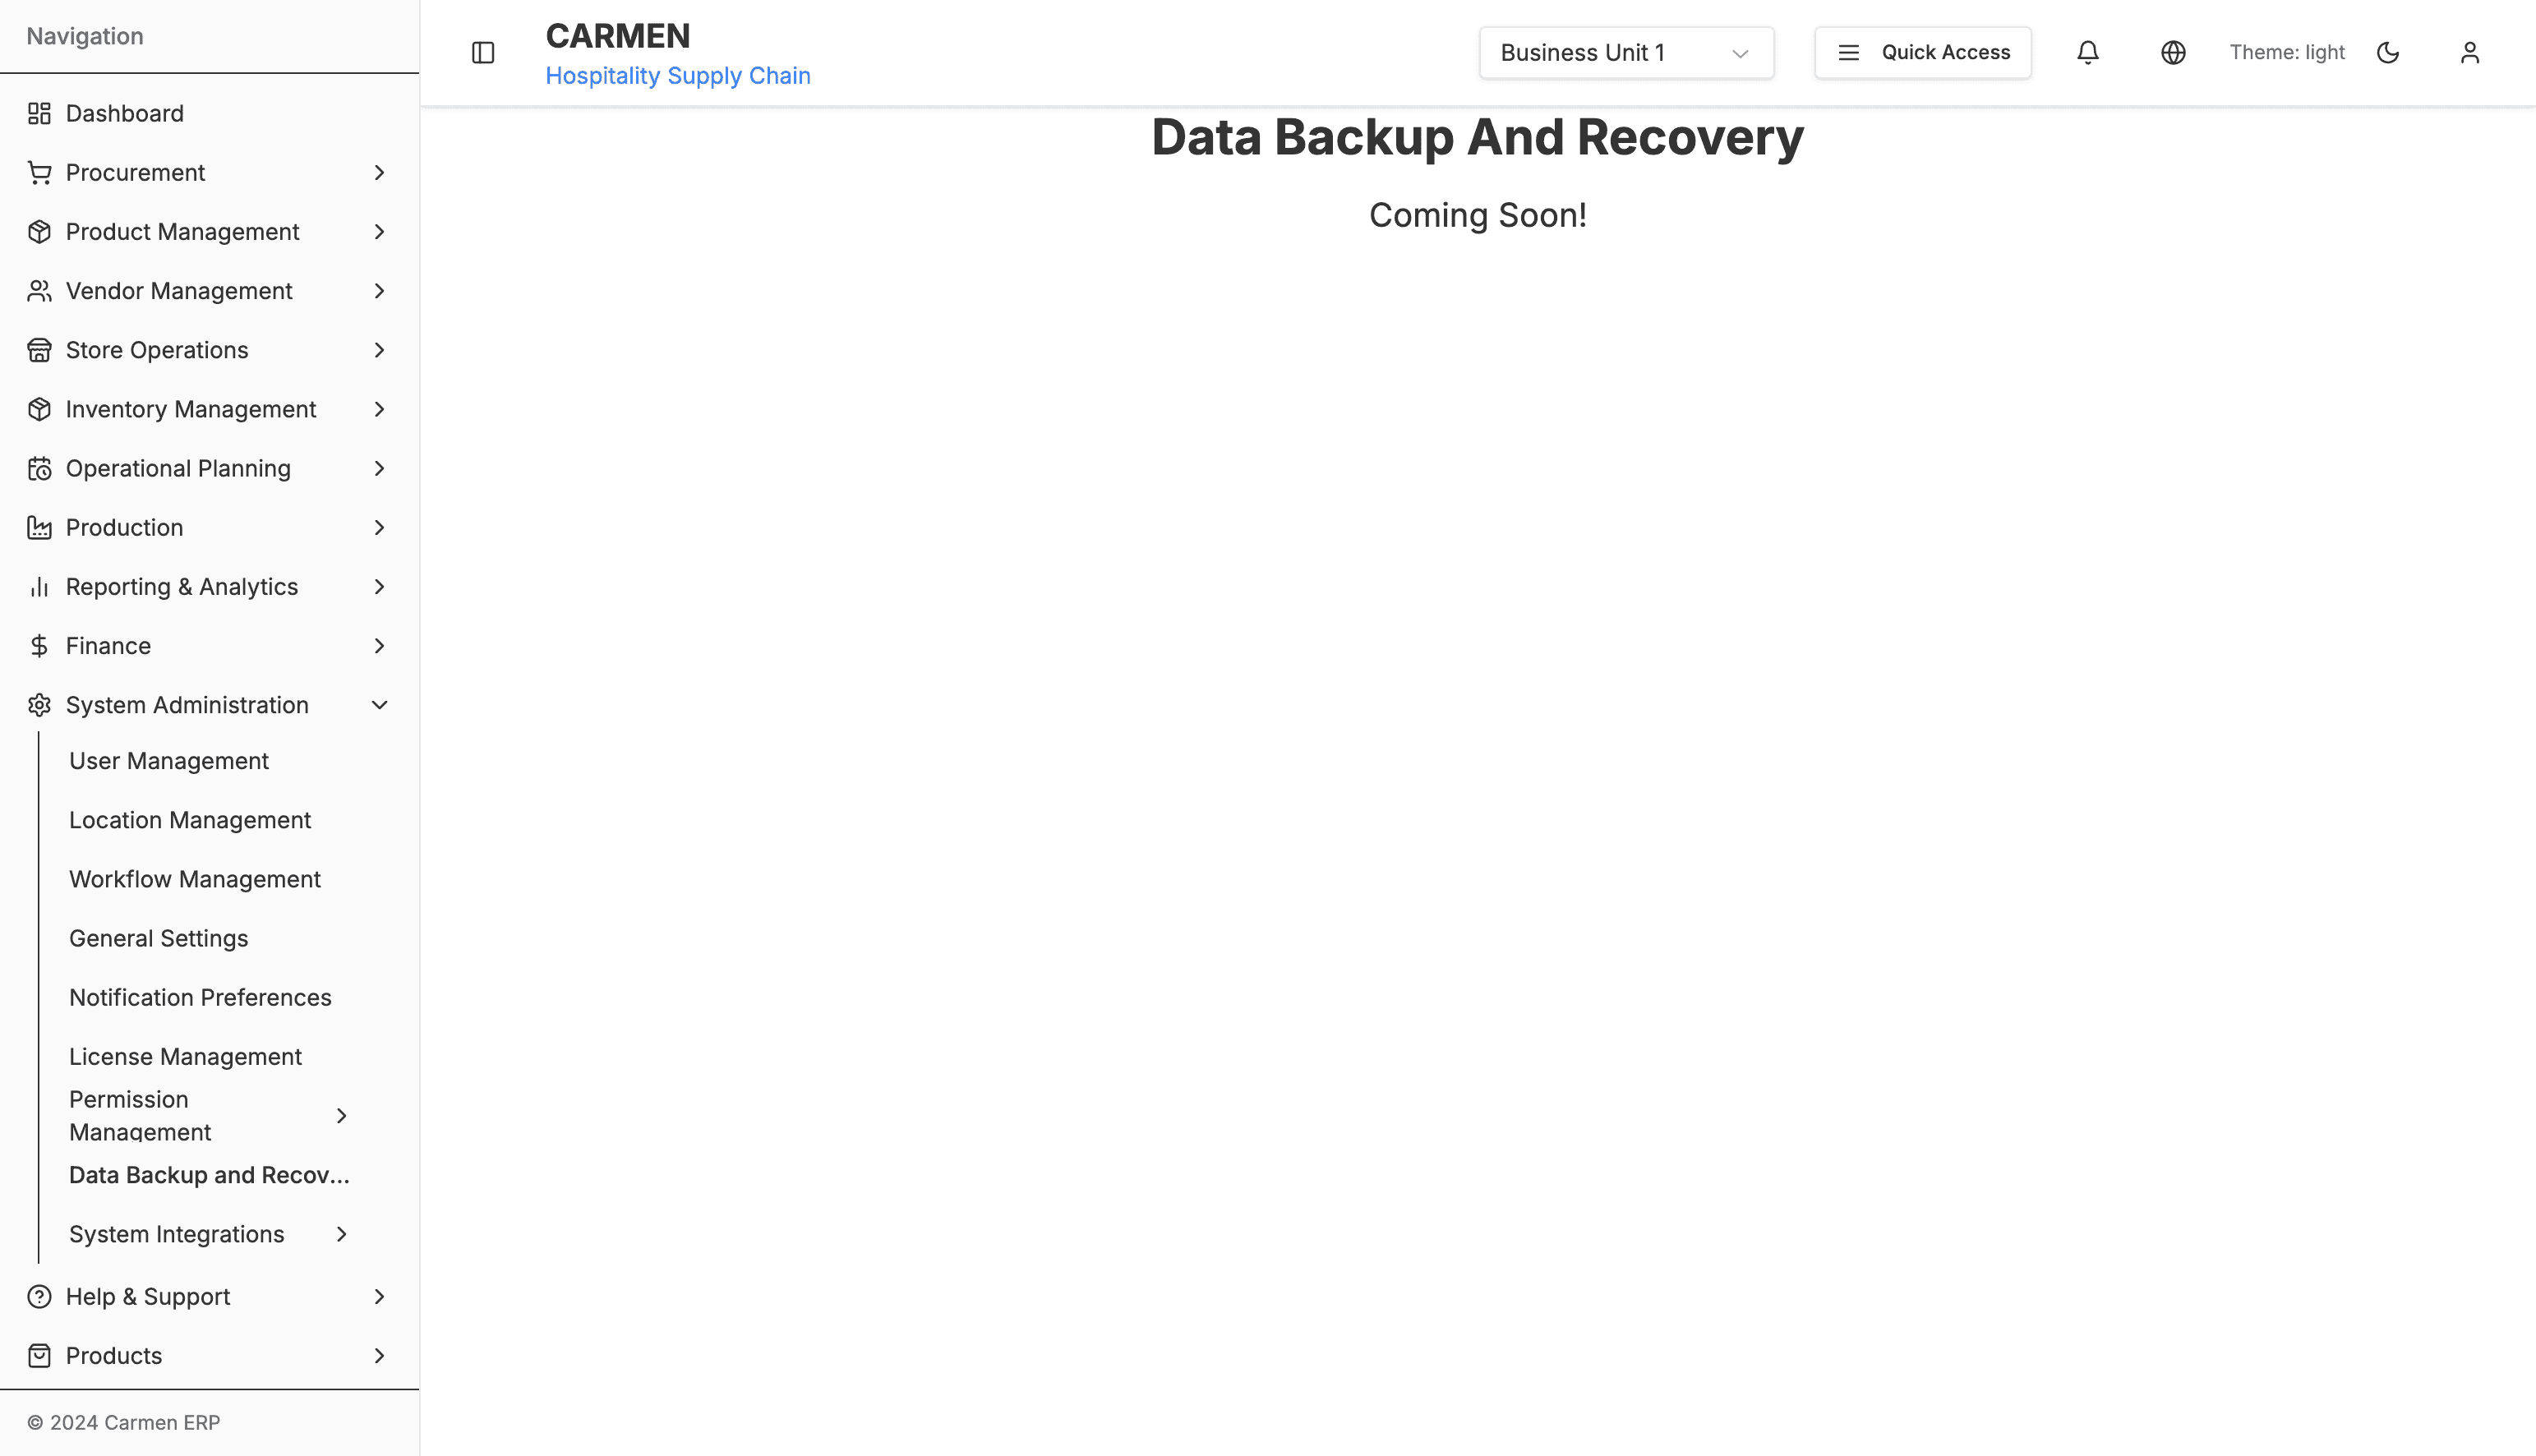 Navigation
Dashboard
Procurement
Product Management
Vendor Management
Store Operations
Inventory Management
Operational Planning
Production
Reporting & Analytics
Finance
System Administration
User Management
Location Management
Workflow Management
General Settings
Notification Preferences
License Management
Permission
Management
Data Backup and Recov...
System Integrations
Help & Support
Products
© 2024 Carmen ERP
CARMEN
Hospitality Supply Chain
Business Unit 1
Quick Access
Theme: light
Data Backup And Recovery
Coming Soon!